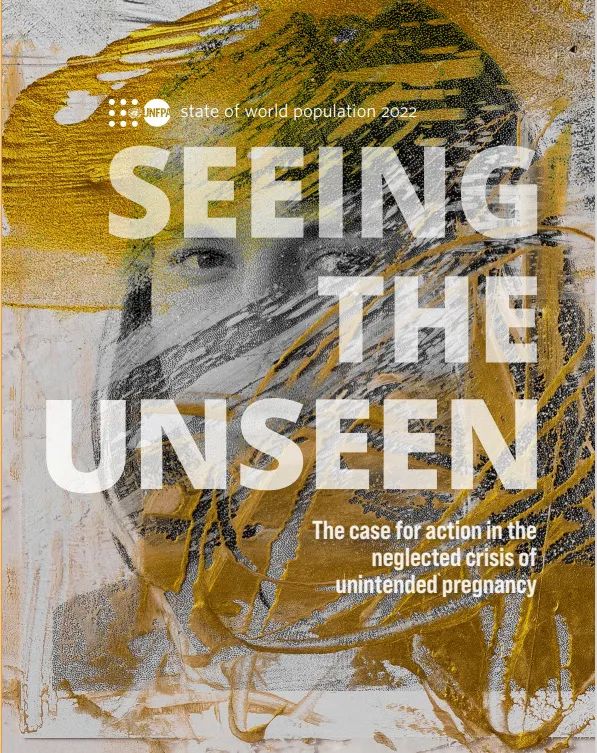 UNFPA state of world population 2022
SEEING
THE
UNSEEN
The case for action in the
neglected crisis of
unintended pregnancy